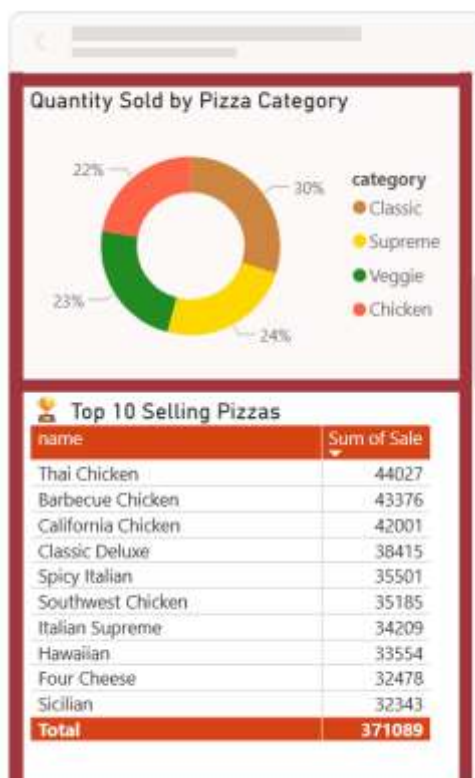 Quantity Sold by Pizza Category
22%
30%
23%
24%
category
Classic
Supreme
Veggie
Chicken
Top 10 Selling Pizzas
name Sum of Sale
Thai Chicken 44027
Barbecue Chicken 43376
California Chicken 42001
Classic Deluxe 38415
Spicy Italian 35501
Southwest Chicken 35185
Italian Supreme 34209
Hawaiian 33554
Four Cheese 32478
Sicilian 32343
Total 371089